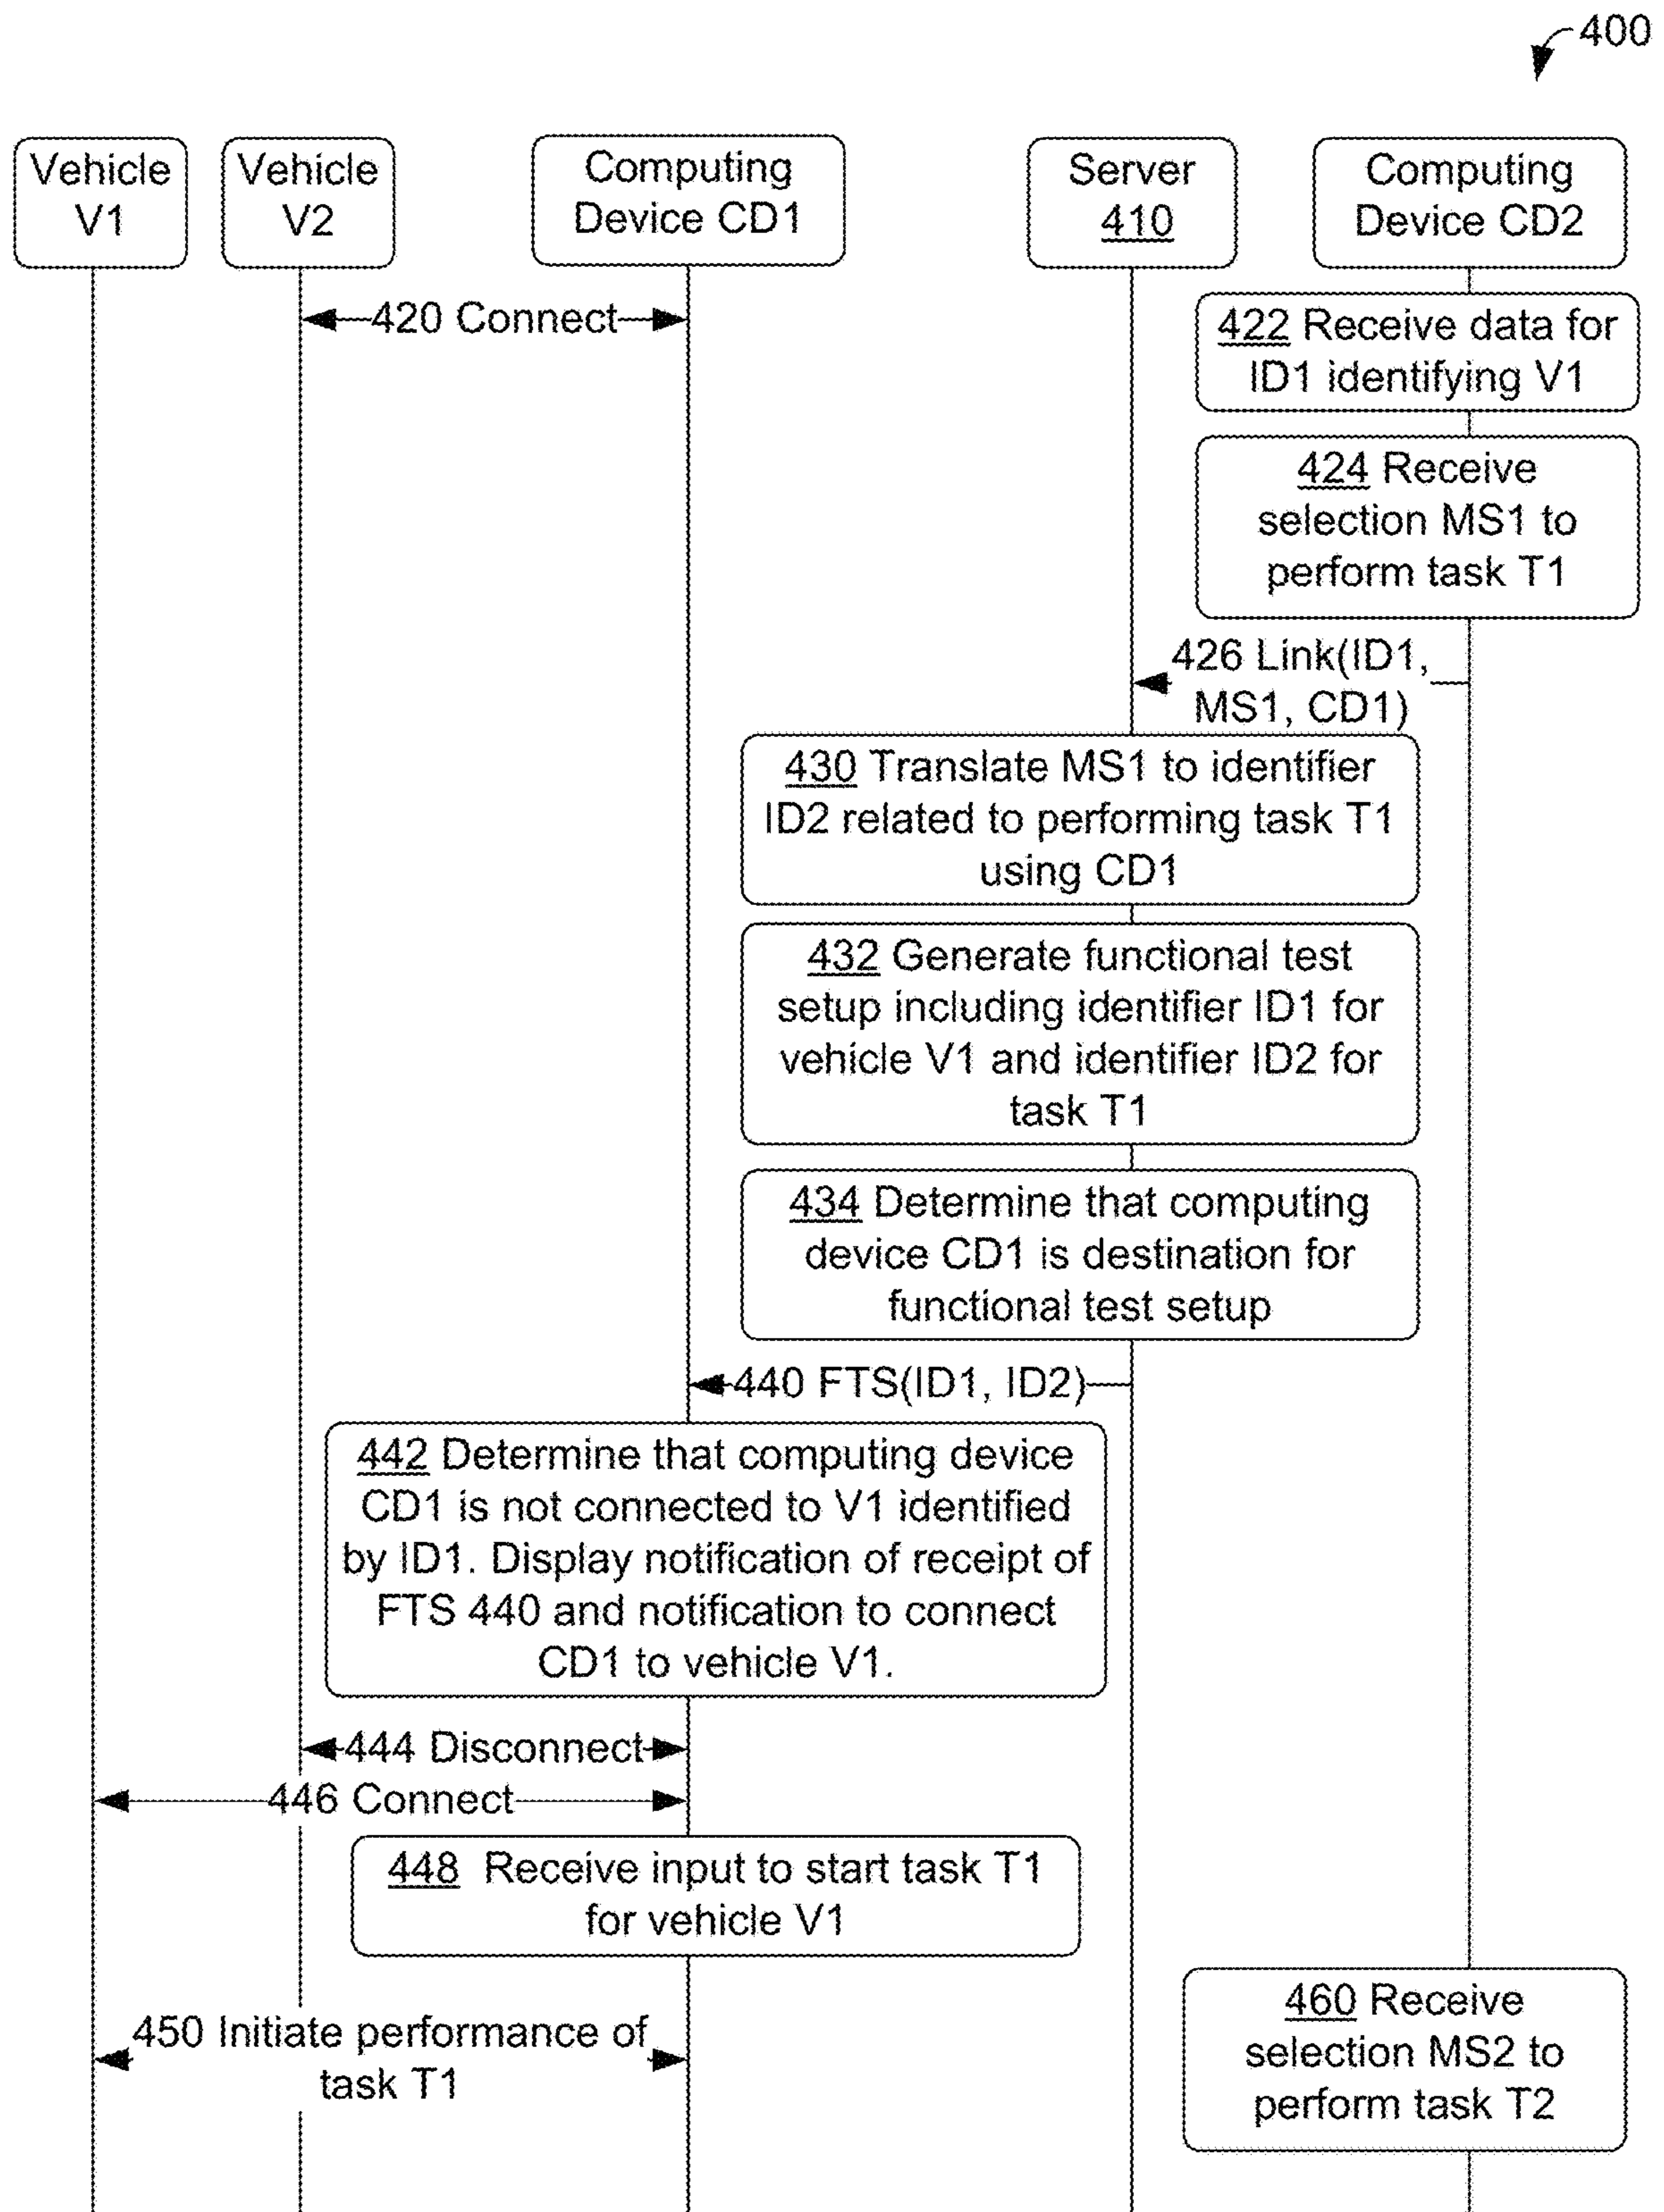 400
Vehicle
V1
Vehicle
V2
Computing
Device CD1
Server
410
Computing
Device CD2
420 Connect
422 Receive data for
ID1 identifying V1
424 Receive
selection MS1 to
perform task T1
426 Link(ID1,
MS1, CD1)
430 Translate MS1 to identifier
ID2 related to performing task T1
using CD1
432 Generate functional test
setup including identifier ID1 for
vehicle V1 and identifier ID2 for
task T1
434 Determine that computing
device CD1 is destination for
functional test setup
440 FTS(ID1, ID2)
442 Determine that computing device
CD1 is not connected to V1 identified
by ID1. Display notification of receipt of
FTS 440 and notification to connect
CD1 to vehicle V1.
444 Disconnect
446 Connect
448 Receive input to start task T1
for vehicle V1
450 Initiate performance of
task T1
460 Receive
selection MS2 to
perform task T2